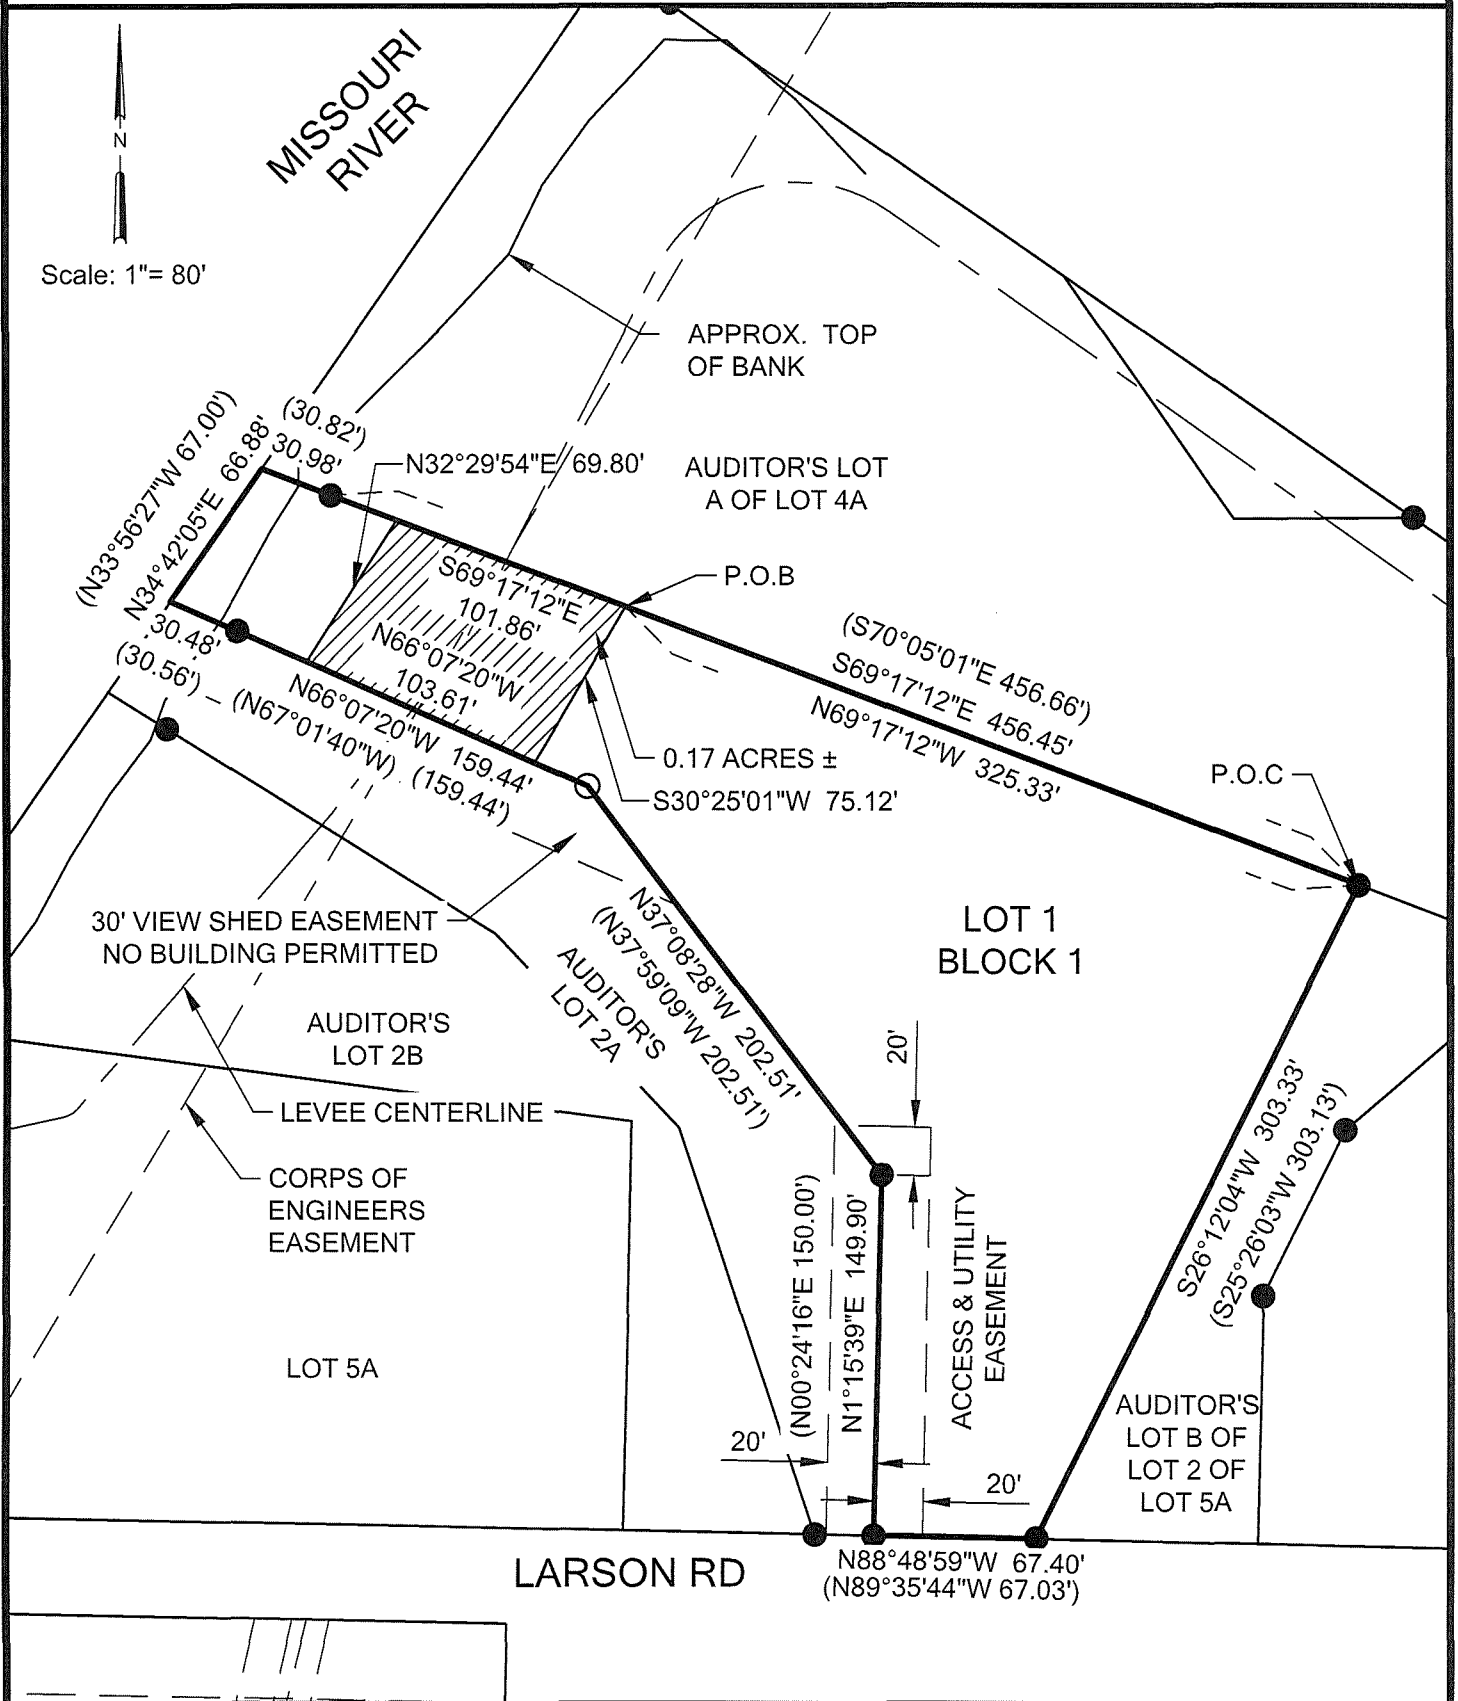 MISSOURI
RIVER
N
Scale: 1"= 80'
APPROX. TOP
OF BANK
(N33°56'27"W 67.00')
N34°42'05"E 66.88'
(30.82')
30.98'
N32°29'54"E 69.80'
AUDITOR'S LOT
A OF LOT 4A
S69°17'12"E
101.86'
P.O.B
N66°07'20"W
103.61'
30.48'
(30.56')
N66°07'20"W 159.44'
(N67°01'40"W) (159.44')
(S70°05'01"E 456.66')
S69°17'12"E 456.45'
N69°17'12"W 325.33'
0.17 ACRES ±
S30°25'01"W 75.12'
P.O.C
30' VIEW SHED EASEMENT
NO BUILDING PERMITTED
N37°08'28"W 202.51'
(N37°59'09"W 202.51')
LOT 1
BLOCK 1
AUDITOR'S
LOT 2A
AUDITOR'S
LOT 2B
LEVEE CENTERLINE
20'
CORPS OF
ENGINEERS
EASEMENT
S26°12'04"W 303.33'
(S25°26'03"W 303.13')
(N00°24'16"E 150.00')
N1°15'39"E 149.90'
ACCESS & UTILITY
EASEMENT
LOT 5A
AUDITOR'S
LOT B OF
LOT 2 OF
LOT 5A
20'
20'
LARSON RD
N88°48'59"W 67.40'
(N89°35'44"W 67.03')